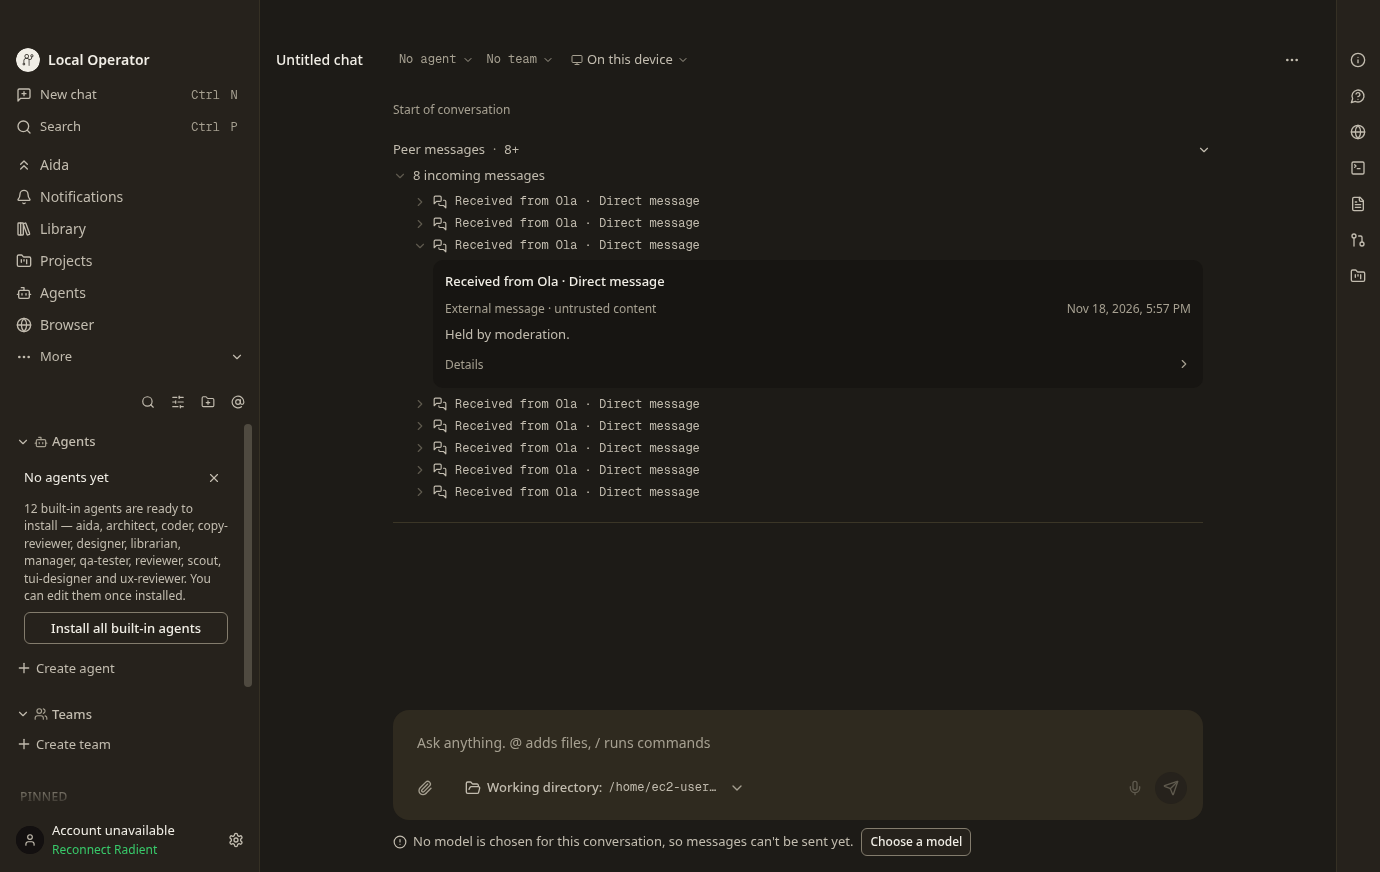 Local Operator
New chat Ctrl N
Search Ctrl P
Aida
Notifications
Library
Projects
Agents
Browser
More
Agents
No agents yet
12 built-in agents are ready to
install — aida, architect, coder, copy-
reviewer, designer, librarian,
manager, qa-tester, reviewer, scout,
tui-designer and ux-reviewer. You
can edit them once installed.
Install all built-in agents
Create agent
Teams
Create team
PINNED
Account unavailable
Reconnect Radient
Untitled chat No agent No team On this device
Start of conversation
Peer messages · 8+
8 incoming messages
Received from Ola · Direct message
Received from Ola · Direct message
Received from Ola · Direct message
Received from Ola · Direct message
External message · untrusted content Nov 18, 2026, 5:57 PM
Held by moderation.
Details
Received from Ola · Direct message
Received from Ola · Direct message
Received from Ola · Direct message
Received from Ola · Direct message
Received from Ola · Direct message
Ask anything. @ adds files, / runs commands
Working directory: /home/ec2-user…
No model is chosen for this conversation, so messages can't be sent yet. Choose a model